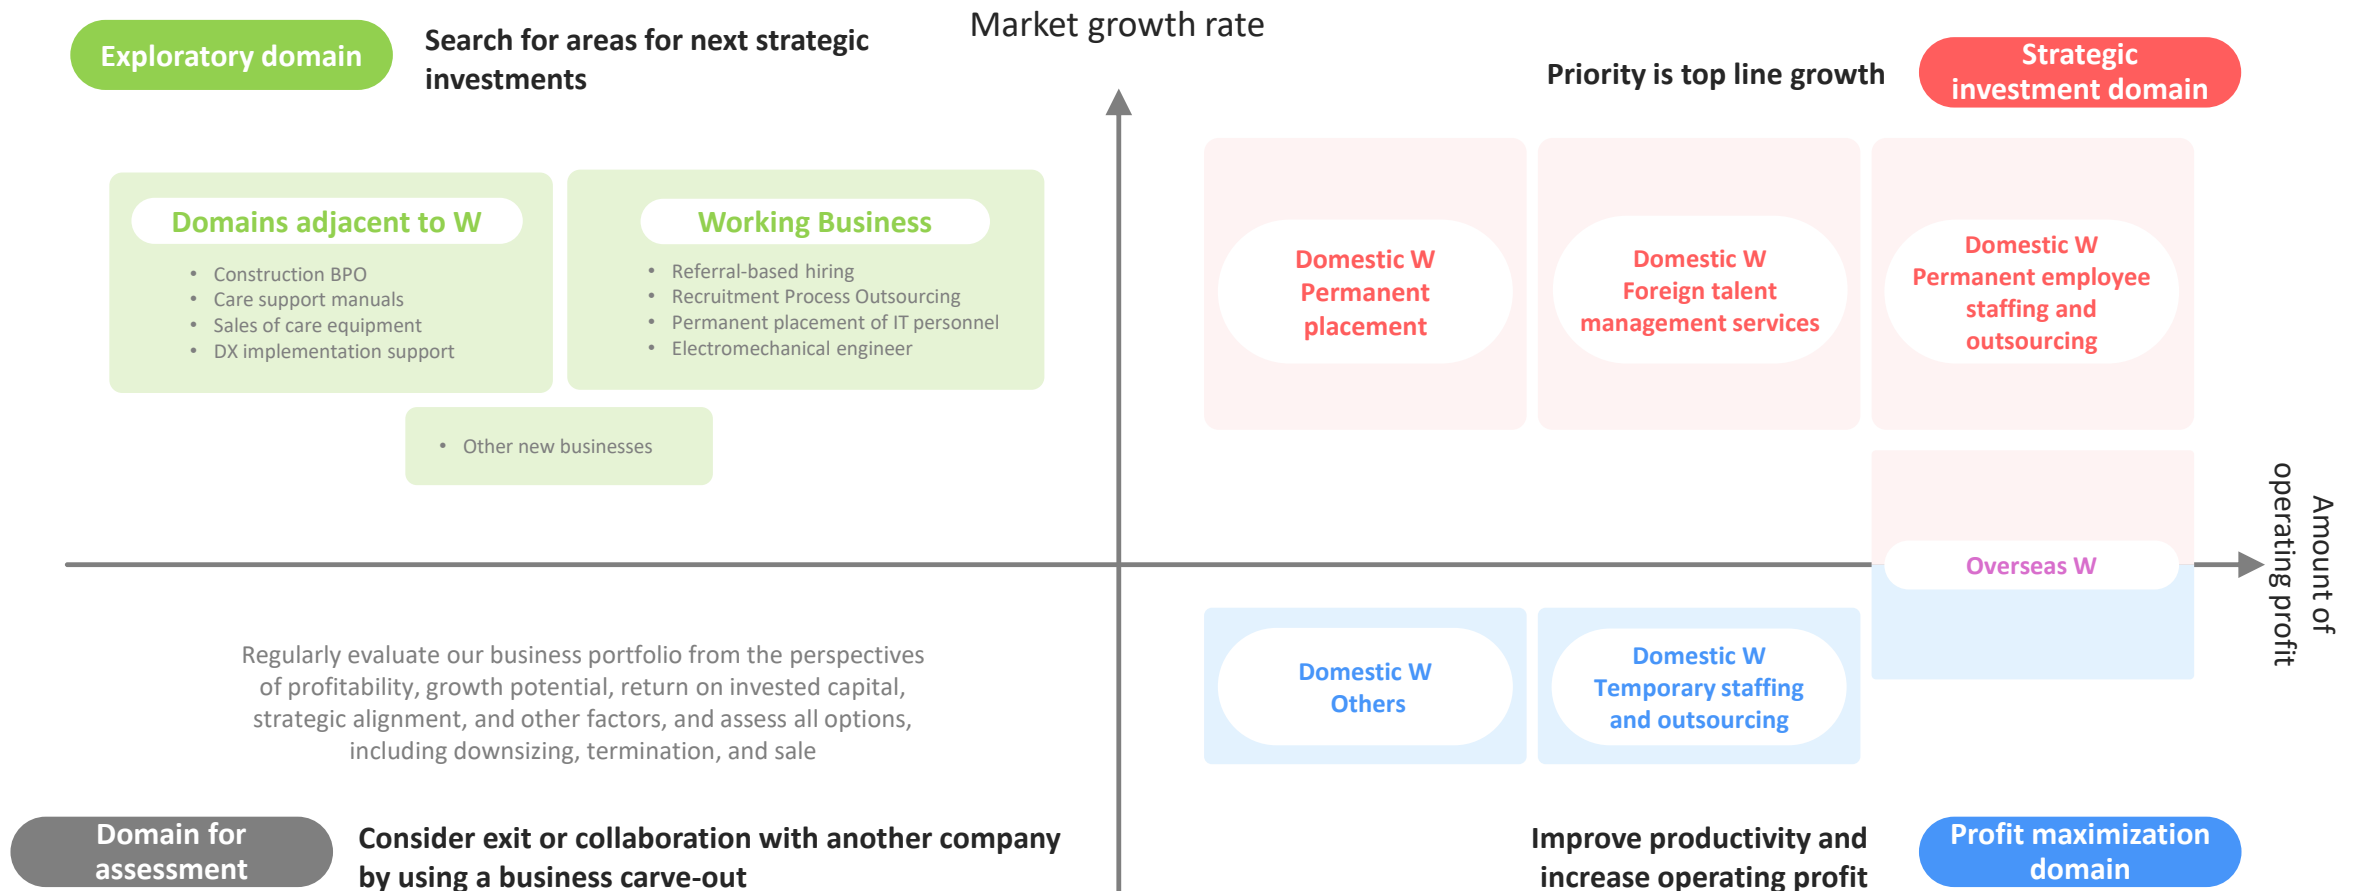 Market growth rate
Exploratory domain
Search for areas for next strategic
investments
Priority is top line growth
Strategic
investment domain
Domains adjacent to W
• Construction BPO
• Care support manuals
• Sales of care equipment
• DX implementation support
Working Business
• Referral-based hiring
• Recruitment Process Outsourcing
• Permanent placement of IT personnel
• Electromechanical engineer
• Other new businesses
Domestic W
Permanent
placement
Domestic W
Foreign talent
management services
Domestic W
Permanent employee
staffing and
outsourcing
Overseas W
Amount of
operating profit
Regularly evaluate our business portfolio from the perspectives
of profitability, growth potential, return on invested capital,
strategic alignment, and other factors, and assess all options,
including downsizing, termination, and sale
Domestic W
Others
Domestic W
Temporary staffing
and outsourcing
Domain for
assessment
Consider exit or collaboration with another company
by using a business carve-out
Improve productivity and
increase operating profit
Profit maximization
domain